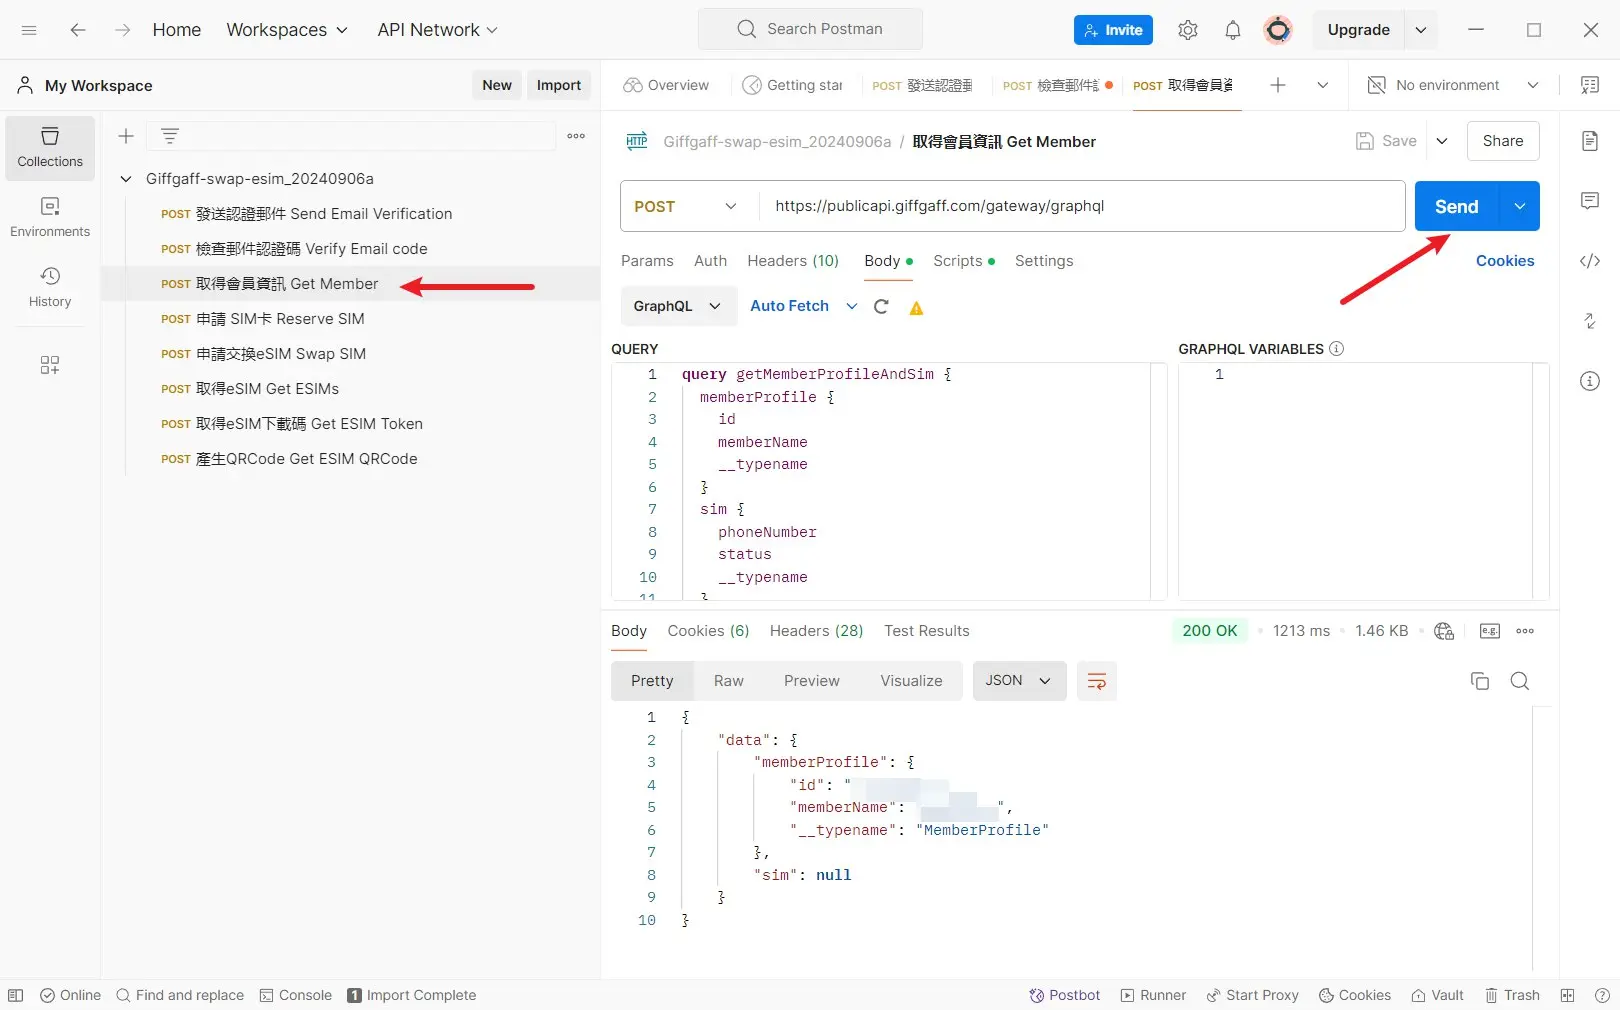 Home Workspaces API Network Search Postman Invite Upgrade
My Workspace New Import Overview Getting star POST 發送認證郵 POST 檢查郵件 POST 取得會員資 No environment
Collections
Environments
History
Giffgaff-swap-esim_20240906a
POST 發送認證郵件 Send Email Verification
POST 檢查郵件認證碼 Verify Email code
POST 取得會員資訊 Get Member
POST 申請 SIM卡 Reserve SIM
POST 申請交換eSIM Swap SIM
POST 取得eSIM Get ESIMs
POST 取得eSIM下載碼 Get ESIM Token
POST 產生QRCode Get ESIM QRCode
HTTP Giffgaff-swap-esim_20240906a / 取得會員資訊 Get Member Save Share
POST https://publicapi.giffgaff.com/gateway/graphql Send
Params Auth Headers (10) Body Scripts Settings Cookies
GraphQL Auto Fetch
QUERY GRAPHQL VARIABLES
1 query getMemberProfileAndSim { 1
2 memberProfile {
3 id
4 memberName
5 __typename
6 }
7 sim {
8 phoneNumber
9 status
10 __typename
11 }
Body Cookies (6) Headers (28) Test Results 200 OK 1213 ms 1.46 KB e.g.
Pretty Raw Preview Visualize JSON
1 {
2 "data": {
3 "memberProfile": {
4 "id": "
5 "memberName": ",
6 "__typename": "MemberProfile"
7 },
8 "sim": null
9 }
10 }
Online Find and replace Console 1 Import Complete Postbot Runner Start Proxy Cookies Vault Trash